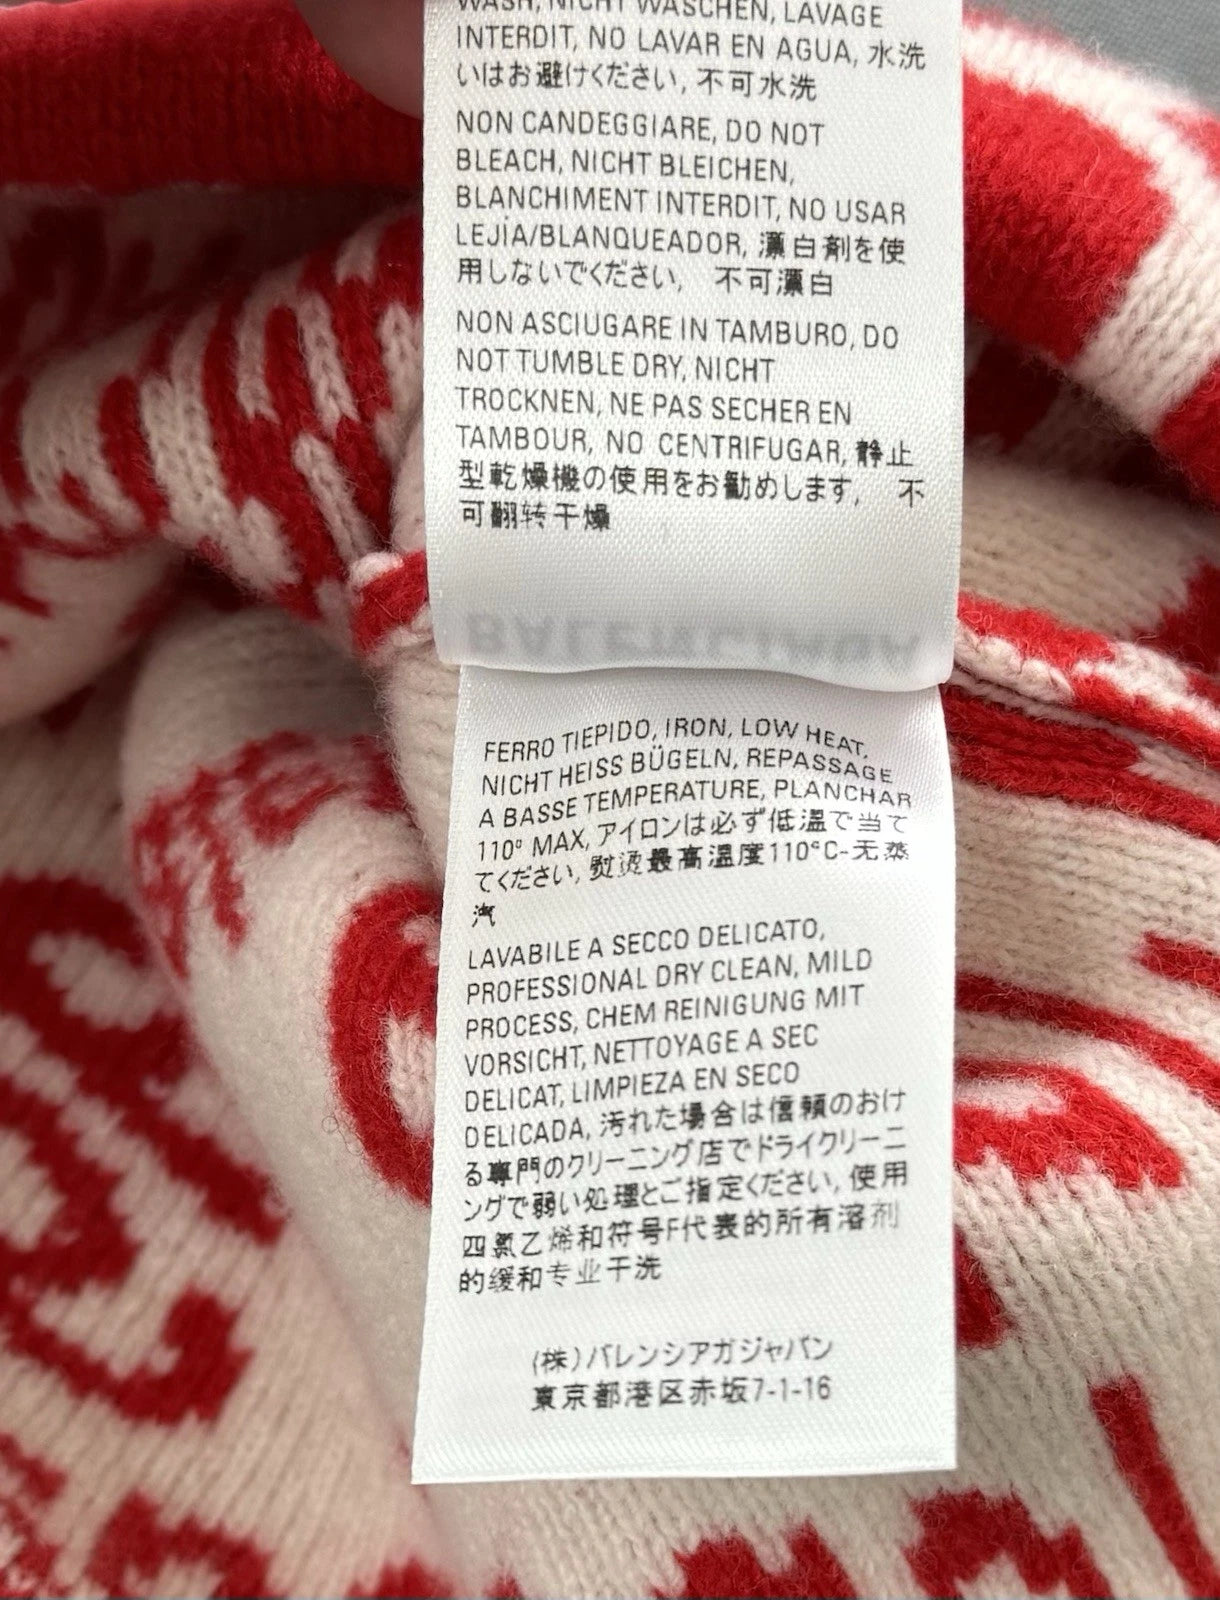 WASH, NICHT WASCHEN, LAVAGE
INTERDIT, NO LAVAR EN AGUA, 水洗
いはお避けください, 不可水洗
NON CANDEGGIARE, DO NOT
BLEACH, NICHT BLEICHEN,
BLANCHIMENT INTERDIT, NO USAR
LEJÍA/BLANQUEADOR, 漂白剤を使
用しないでください, 不可漂白
NON ASCIUGARE IN TAMBURO, DO
NOT TUMBLE DRY, NICHT
TROCKNEN, NE PAS SECHER EN
TAMBOUR, NO CENTRIFUGAR, 静止
型乾燥機の使用をお勧めします, 不
可翻转干燥
BALENCIAGA
FERRO TIEPIDO, IRON, LOW HEAT,
NICHT HEISS BÜGELN, REPASSAGE
A BASSE TEMPERATURE, PLANCHAR
110° MAX, アイロンは必ず低温で当て
てください, 熨烫最高温度110°C-无蒸
汽
LAVABILE A SECCO DELICATO,
PROFESSIONAL DRY CLEAN, MILD
PROCESS, CHEM REINIGUNG MIT
VORSICHT, NETTOYAGE A SEC
DELICAT, LIMPIEZA EN SECO
DELICADA, 汚れた場合は信頼のおけ
る専門のクリーニング店でドライクリーニ
ングで弱い処理とご指定ください, 使用
四氯乙烯和符号F代表的所有溶剂
的缓和专业干洗
(株)バレンシアガジャパン
東京都港区赤坂7-1-16